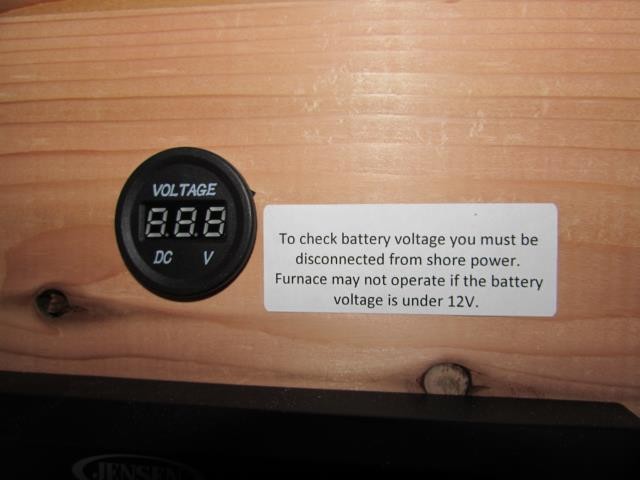 VOLTAGE
8.8.8
DC V
To check battery voltage you must be
disconnected from shore power.
Furnace may not operate if the battery
voltage is under 12V.
JENSEN